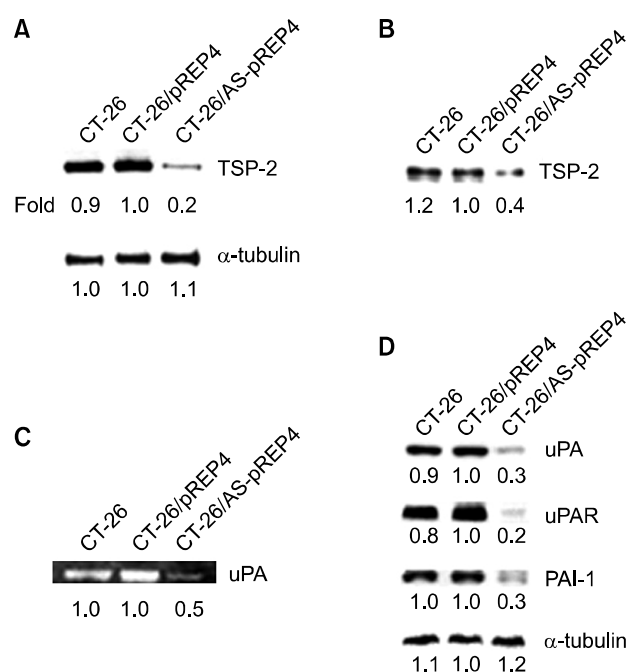 A
CT-26
CT-26/pREP4
CT-26/AS-pREP4
TSP-2
Fold 0.9 1.0 0.2
α-tubulin
1.0 1.0 1.1
B
CT-26
CT-26/pREP4
CT-26/AS-pREP4
TSP-2
1.2 1.0 0.4
C
CT-26
CT-26/pREP4
CT-26/AS-pREP4
uPA
1.0 1.0 0.5
D
CT-26
CT-26/pREP4
CT-26/AS-pREP4
uPA
0.9 1.0 0.3
uPAR
0.8 1.0 0.2
PAI-1
1.0 1.0 0.3
α-tubulin
1.1 1.0 1.2